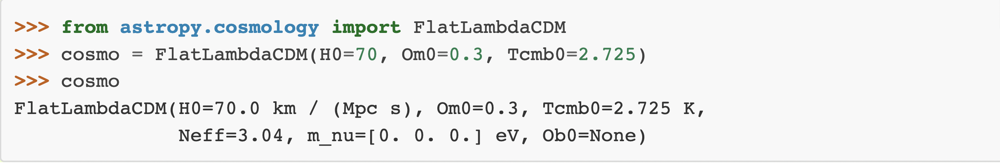 >>> from astropy.cosmology import FlatLambdaCDM
>>> cosmo = FlatLambdaCDM(H0=70, Om0=0.3, Tcmb0=2.725)
>>> cosmo
FlatLambdaCDM(H0=70.0 km / (Mpc s), Om0=0.3, Tcmb0=2.725 K,
              Neff=3.04, m_nu=[0. 0. 0.] eV, Ob0=None)